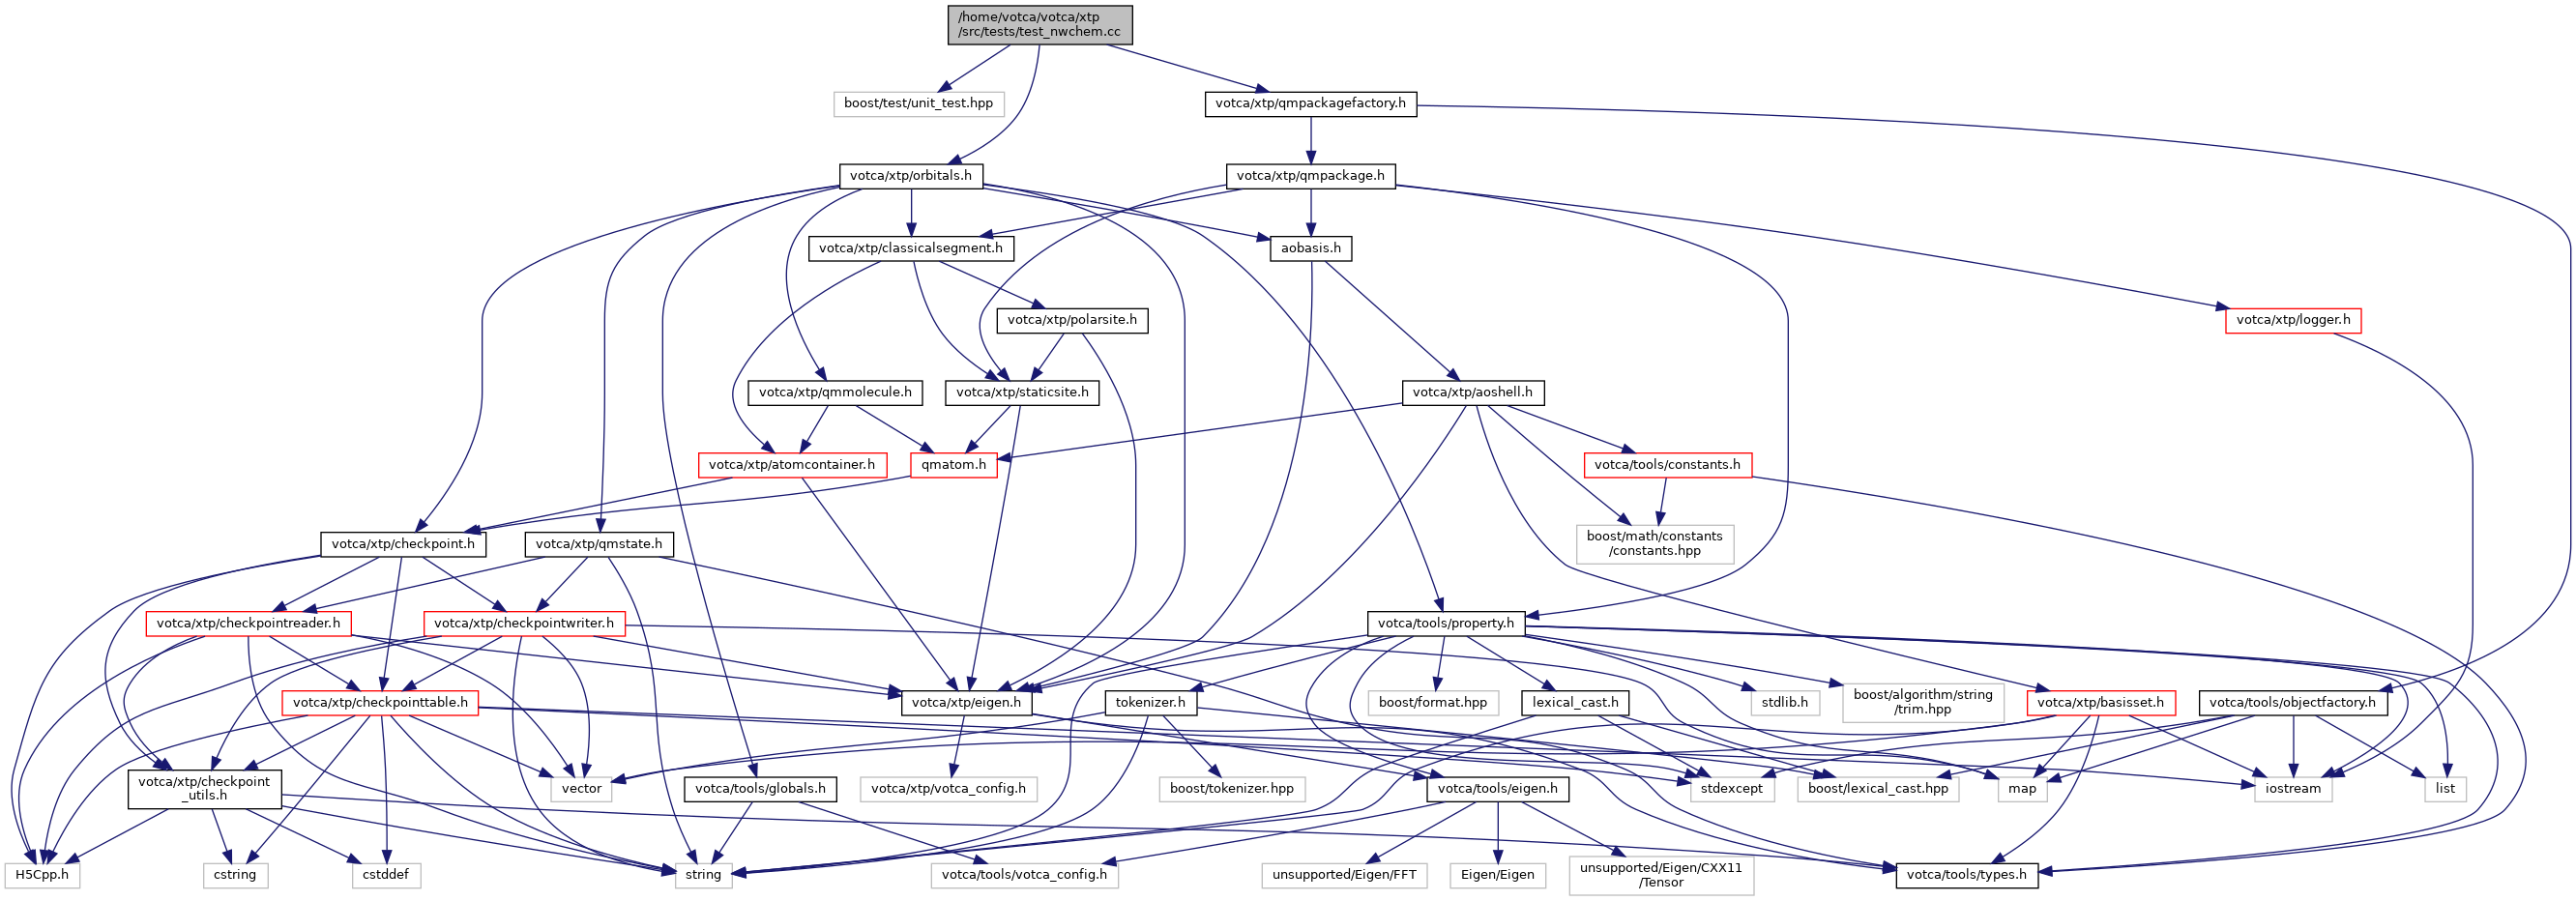 /home/votca/votca/xtp
/src/tests/test_nwchem.cc
boost/test/unit_test.hpp
votca/xtp/qmpackagefactory.h
votca/xtp/orbitals.h
votca/xtp/qmpackage.h
votca/xtp/classicalsegment.h
aobasis.h
votca/xtp/polarsite.h
votca/xtp/logger.h
votca/xtp/qmmolecule.h
votca/xtp/staticsite.h
votca/xtp/aoshell.h
votca/xtp/atomcontainer.h
qmatom.h
votca/tools/constants.h
votca/xtp/checkpoint.h
votca/xtp/qmstate.h
boost/math/constants
/constants.hpp
votca/xtp/checkpointreader.h
votca/xtp/checkpointwriter.h
votca/tools/property.h
votca/xtp/checkpointtable.h
votca/xtp/eigen.h
tokenizer.h
boost/format.hpp
lexical_cast.h
stdlib.h
boost/algorithm/string
/trim.hpp
votca/xtp/basisset.h
votca/tools/objectfactory.h
votca/xtp/checkpoint
_utils.h
vector
votca/tools/globals.h
votca/xtp/votca_config.h
boost/tokenizer.hpp
votca/tools/eigen.h
stdexcept
boost/lexical_cast.hpp
map
iostream
list
H5Cpp.h
cstring
cstddef
string
votca/tools/votca_config.h
unsupported/Eigen/FFT
Eigen/Eigen
unsupported/Eigen/CXX11
/Tensor
votca/tools/types.h